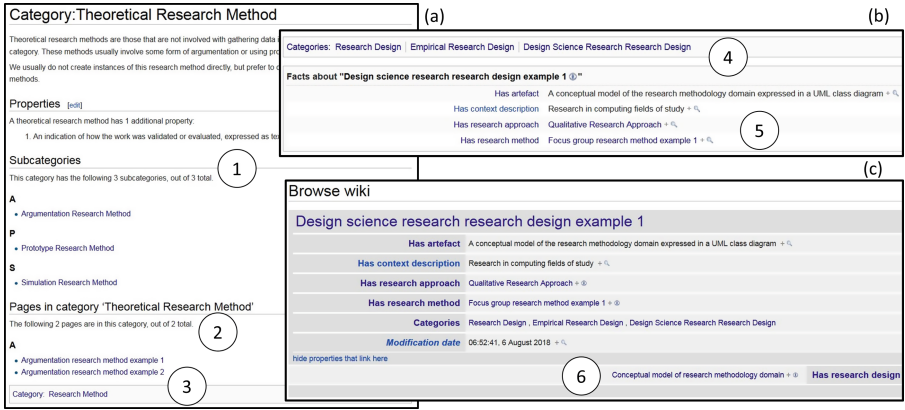 Category:Theoretical Research Method
(a)
Theoretical research methods are those that are not involved with gathering data
category. These methods usually involve some form of argumentation or using
We usually do not create instances of this research method directly, but prefer to
methods.
Properties [edit]
A theoretical research method has 1 additional property:
1. An indication of how the work was validated or evaluated, expressed as
Subcategories
1
This category has the following 3 subcategories, out of 3 total.
A
• Argumentation Research Method
P
• Prototype Research Method
S
• Simulation Research Method
Pages in category 'Theoretical Research Method'
The following 2 pages are in this category, out of 2 total.
2
A
• Argumentation research method example 1
• Argumentation research method example 2
3
Category: Research Method
(b)
Categories: Research Design | Empirical Research Design | Design Science Research Research Design
4
Facts about "Design science research research design example 1"
Has artefact A conceptual model of the research methodology domain expressed in a UML class diagram +
Has context description Research in computing fields of study +
Has research approach Qualitative Research Approach +
5
Has research method Focus group research method example 1 +
(c)
Browse wiki
Design science research research design example 1
Has artefact A conceptual model of the research methodology domain expressed in a UML class diagram +
Has context description Research in computing fields of study +
Has research approach Qualitative Research Approach +
Has research method Focus group research method example 1 +
Categories Research Design , Empirical Research Design , Design Science Research Research Design
Modification date 06:52:41, 6 August 2018 +
hide properties that link here
6
Conceptual model of research methodology domain + Has research design